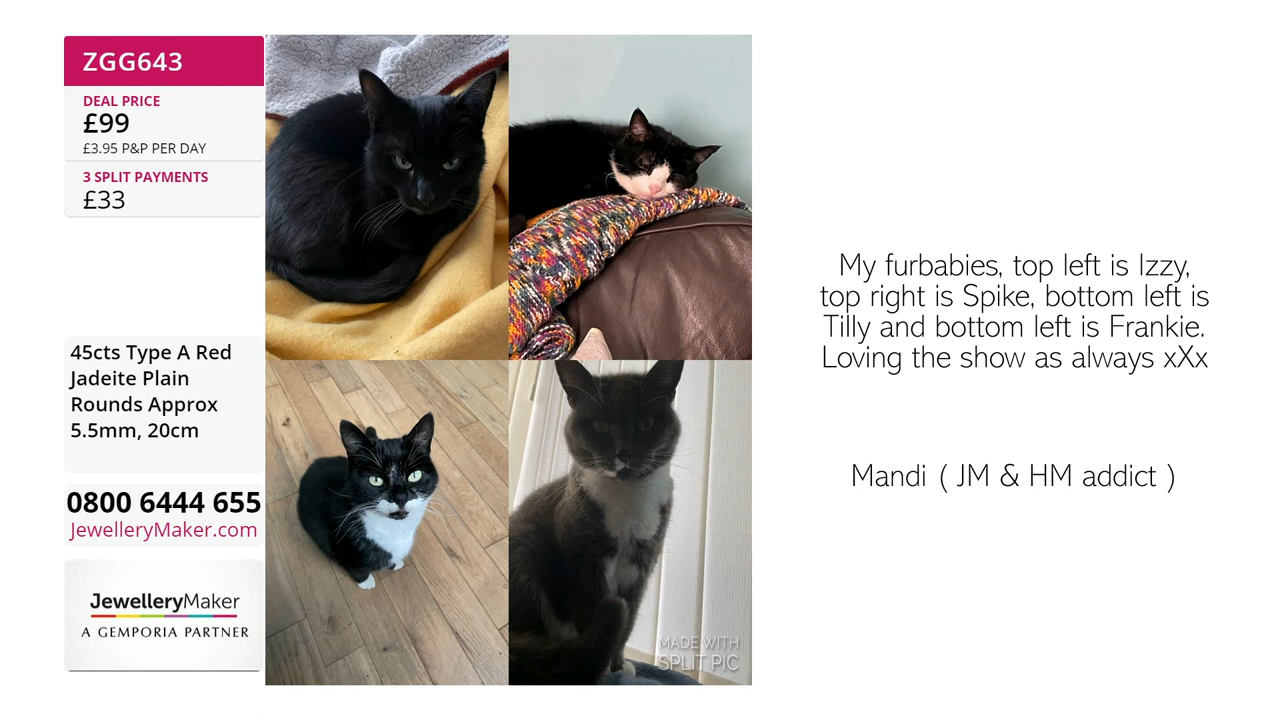 ZGG643
DEAL PRICE
£99
£3.95 P&P PER DAY
3 SPLIT PAYMENTS
£33
45cts Type A Red
Jadeite Plain
Rounds Approx
5.5mm, 20cm
0800 6444 655
JewelleryMaker.com
JewelleryMaker
A GEMPORIA PARTNER
MADE WITH
SPLIT PIC
My furbabies, top left is Izzy,
top right is Spike, bottom left is
Tilly and bottom left is Frankie.
Loving the show as always xXx
Mandi ( JM & HM addict )